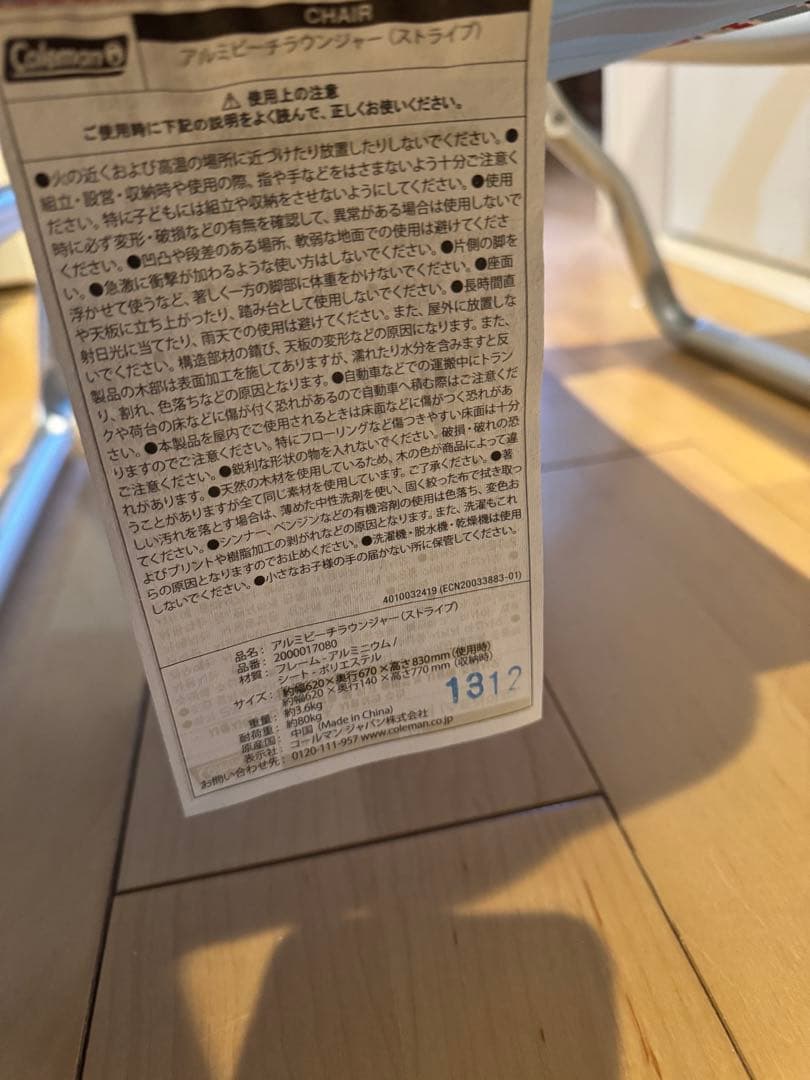 CHAIR
Coleman
アルミビーチラウンジャー(ストライプ)
⚠ 使用上の注意
ご使用時に下記の説明をよく読んで、正しくお使いください。
●火の近くおよび高温の場所に近づけたり放置したりしないでください。●
組立・設営・収納時や使用の際、指や手などをはさまないよう十分ご注意く
ださい。特に子どもには組立や収納をさせないようにしてください。●使用
時に必ず変形・破損などの有無を確認して、異常がある場合は使用しないで
ください。●凹凸や段差のある場所、軟弱な地面での使用は避けてくださ
い。●急激に衝撃が加わるような使い方はしないでください。●片側の脚を
浮かせて使うなど、著しく一方の脚部に体重をかけないでください。●座面
や天板に立ち上がったり、踏み台として使用しないでください。●長時間直
射日光に当てたり、雨天での使用は避けてください。また、屋外に放置しな
いでください。構造部材の錆び、天板の変形などの原因になります。また、
製品の木部は表面加工を施してありますが、濡れたり水分を含みますと反
り、割れ、色落ちなどの原因となります。●自動車などでの運搬中にトラン
クや荷台の床などに傷が付く恐れがあるので自動車へ積む際はご注意くだ
さい。●本製品を屋内でご使用されるときは床面などに傷がつく恐れがあ
りますのでご注意ください。特にフローリングなど傷つきやすい床面は十分
ご注意ください。●鋭利な形状の物を入れないでください。破損・破れの恐
れがあります。●天然の木材を使用しているため、木の色が商品によって違
うことがありますが全て同じ素材を使用しています。ご了承ください。●著
しい汚れを落とす場合は、薄めた中性洗剤を使い、固く絞った布で拭き取っ
てください。●シンナー、ベンジンなどの有機溶剤の使用は色落ち、変色お
よびプリントや樹脂加工の剥がれなどの原因となります。また、洗濯もこれ
らの原因となりますのでお止めください。●洗濯機・脱水機・乾燥機は使用
しないでください。●小さなお子様の手の届かない所に保管してください。
4010032419 (ECN20033883-01)
品名: アルミビーチラウンジャー(ストライプ)
品番: 2000017080
材質: フレーム-アルミニウム/
シート-ポリエステル
サイズ: 約幅620×奥行670×高さ830mm(使用時)
約幅620×奥行140×高さ770mm(収納時)
重量: 約3.6kg
耐荷重: 約80kg
原産国: 中国 (Made in China)
表示社: コールマン ジャパン株式会社
お問い合わせ先: 0120-111-957 www.coleman.co.jp
1312